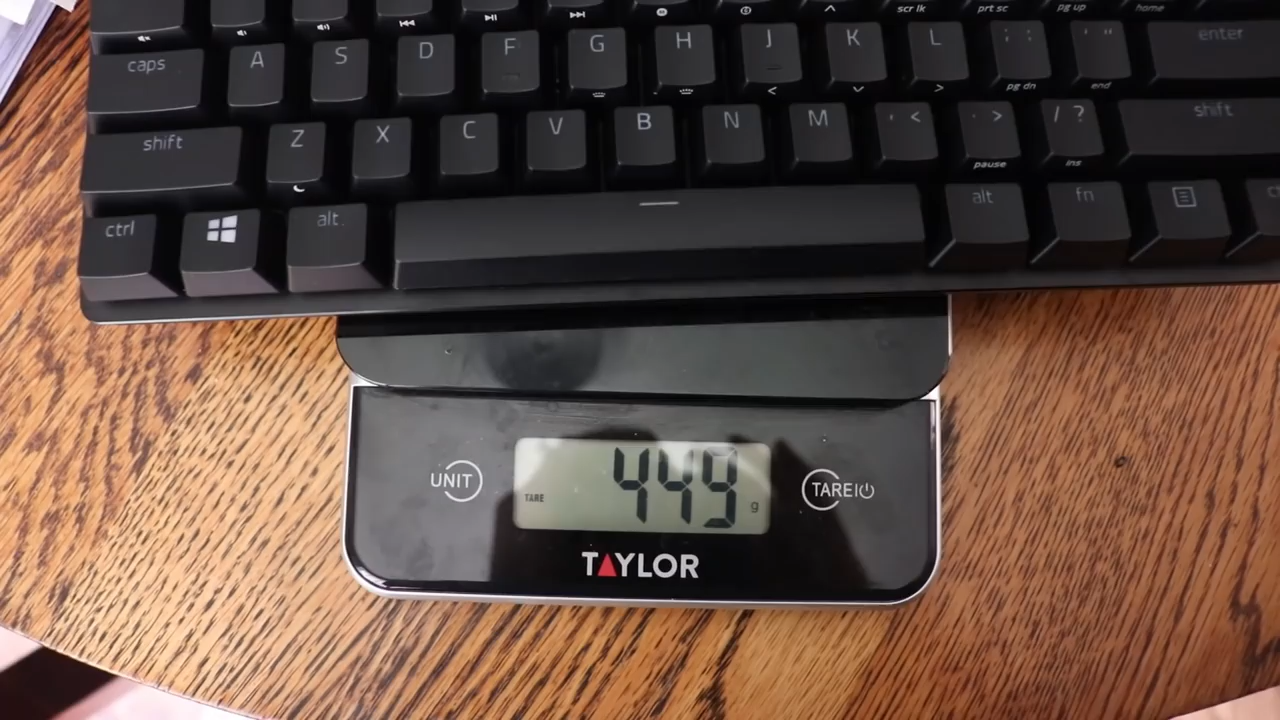 scr lk prt sc pg up home
caps A S D F G H J K L ; : ' " enter
< > pg dn end
shift Z X C V B N M , < . > / ? shift
pause ins
ctrl alt alt fn
UNIT TARE 449 g TARE
TAYLOR